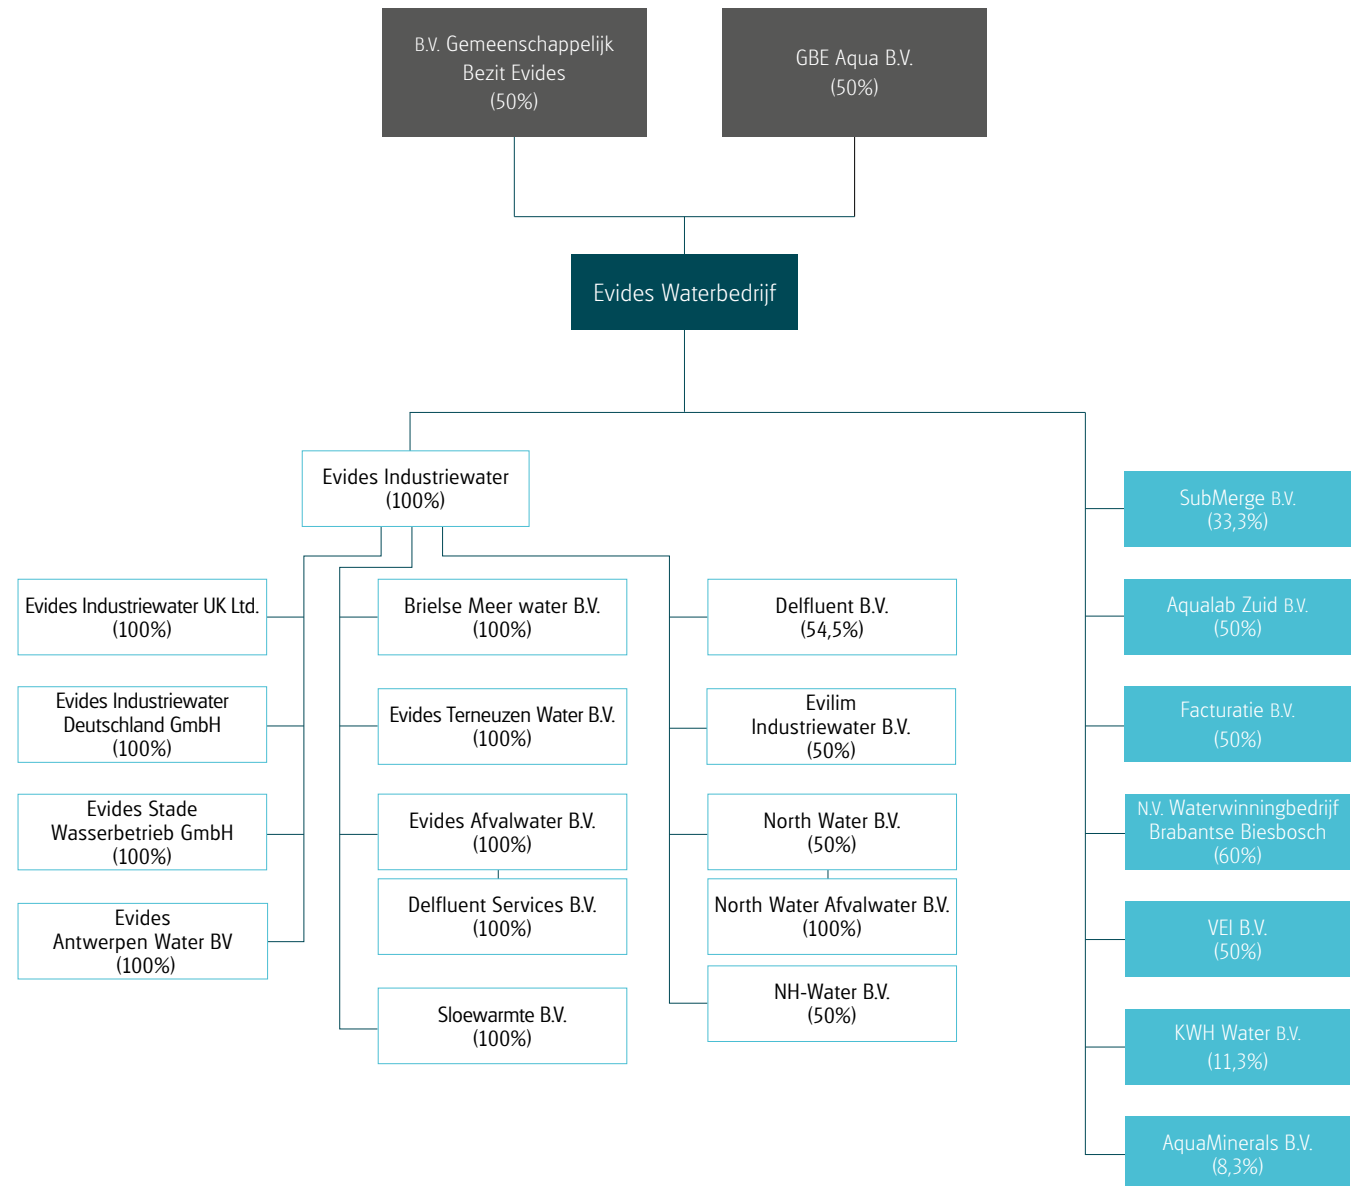 B.V. Gemeenschappelijk
Bezit Evides
(50%)
GBE Aqua B.V.
(50%)
Evides Waterbedrijf
Evides Industriewater
(100%)
Evides Industriewater UK Ltd.
(100%)
Evides Industriewater
Deutschland GmbH
(100%)
Evides Stade
Wasserbetrieb GmbH
(100%)
Evides
Antwerpen Water BV
(100%)
Brielse Meer water B.V.
(100%)
Evides Terneuzen Water B.V.
(100%)
Evides Afvalwater B.V.
(100%)
Delfluent Services B.V.
(100%)
Sloewarmte B.V.
(100%)
Delfluent B.V.
(54,5%)
Evilim
Industriewater B.V.
(50%)
North Water B.V.
(50%)
North Water Afvalwater B.V.
(100%)
NH-Water B.V.
(50%)
SubMerge B.V.
(33,3%)
Aqualab Zuid B.V.
(50%)
Facturatie B.V.
(50%)
N.V. Waterwinningbedrijf
Brabantse Biesbosch
(60%)
VEI B.V.
(50%)
KWH Water B.V.
(11,3%)
AquaMinerals B.V.
(8,3%)